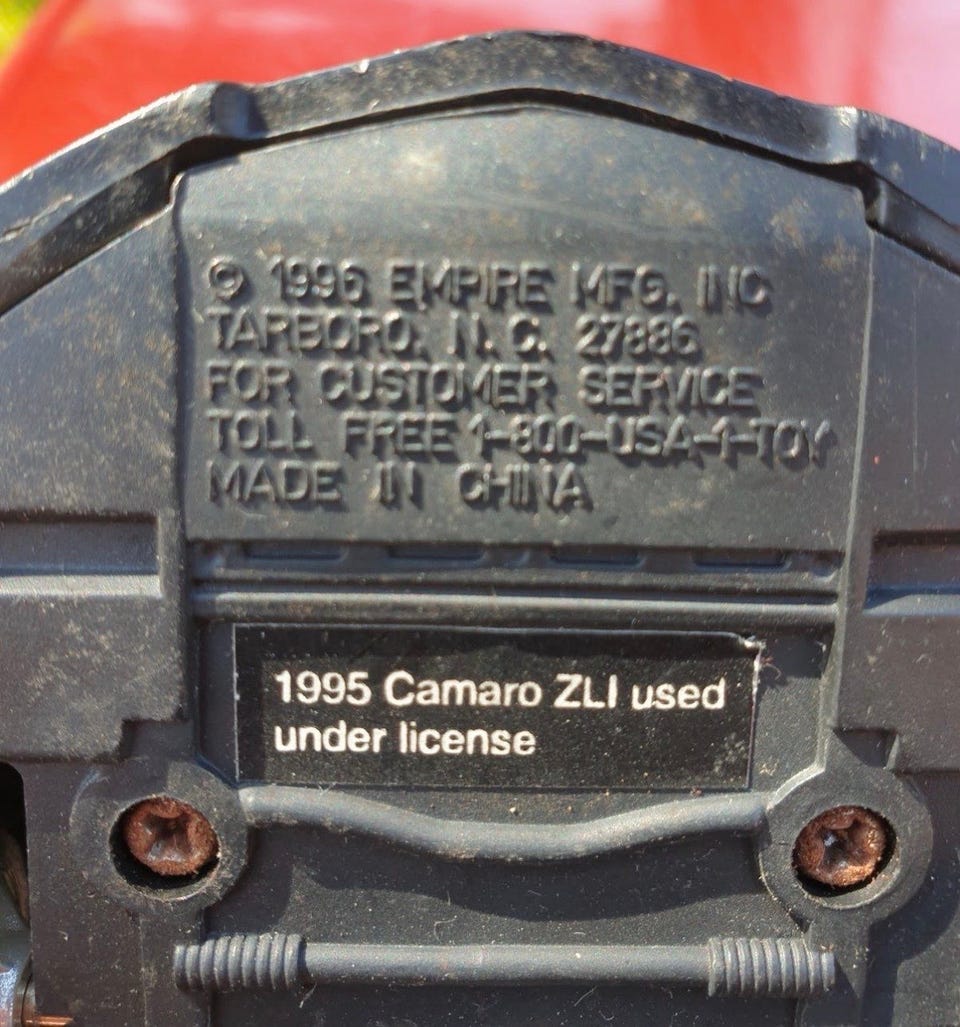 © 1996 EMPIRE MFG. INC
TARBORO, N. C. 27886
FOR CUSTOMER SERVICE
TOLL FREE 1-800-USA-1-TOY
MADE IN CHINA
1995 Camaro ZLI used
under license